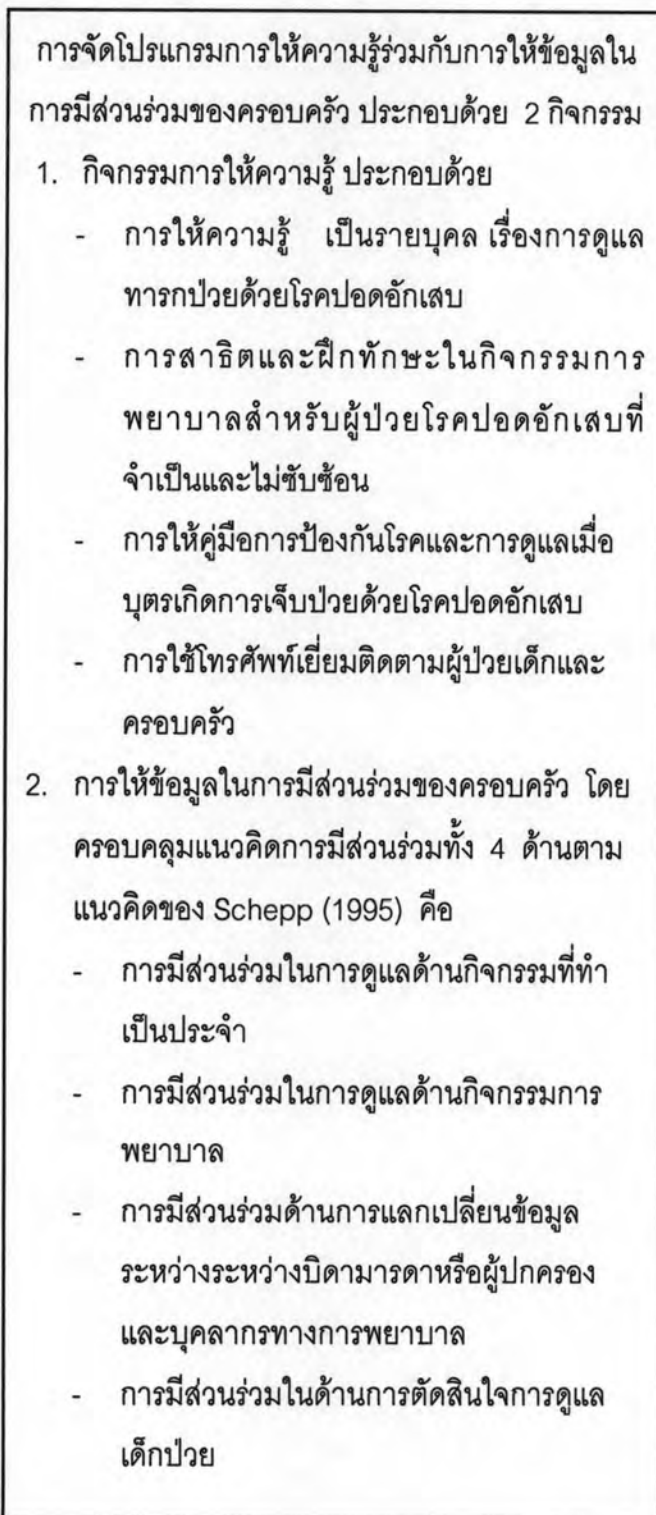 การจัดโปรแกรมการให้ความรู้ร่วมกับการให้ข้อมูลใน
การมีส่วนร่วมของครอบครัว ประกอบด้วย 2 กิจกรรม
1. กิจกรรมการให้ความรู้ ประกอบด้วย
- การให้ความรู้ เป็นรายบุคล เรื่องการดูแล
ทารกป่วยด้วยโรคปอดอักเสบ
- การสาธิตและฝึกทักษะในกิจกรรมการ
พยาบาลสำหรับผู้ป่วยโรคปอดอักเสบที่
จำเป็นและไม่ซับซ้อน
- การให้คู่มือการป้องกันโรคและการดูแลเมื่อ
บุตรเกิดการเจ็บป่วยด้วยโรคปอดอักเสบ
- การใช้โทรศัพท์เยี่ยมติดตามผู้ป่วยเด็กและ
ครอบครัว
2. การให้ข้อมูลในการมีส่วนร่วมของครอบครัว โดย
ครอบคลุมแนวคิดการมีส่วนร่วมทั้ง 4 ด้านตาม
แนวคิดของ Schepp (1995) คือ
- การมีส่วนร่วมในการดูแลด้านกิจกรรมที่ทำ
เป็นประจำ
- การมีส่วนร่วมในการดูแลด้านกิจกรรมการ
พยาบาล
- การมีส่วนร่วมด้านการแลกเปลี่ยนข้อมูล
ระหว่างระหว่างบิดามารดาหรือผู้ปกครอง
และบุคลากรทางการพยาบาล
- การมีส่วนร่วมในด้านการตัดสินใจการดูแล
เด็กป่วย